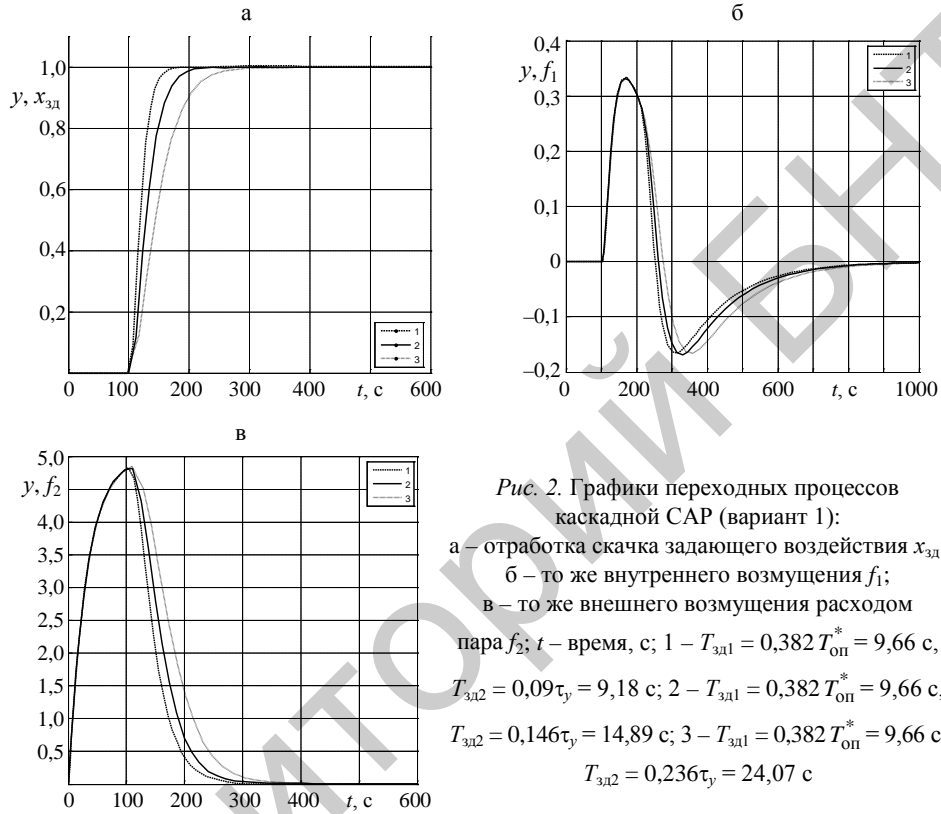 а
1,0
y, xзд
0,8
0,6
0,4
0,2
1
2
3
0 100 200 300 400 t, с 600
б
0,4
y, f1
0,3
0,2
0,1
0
–0,1
–0,2
1
2
3
0 200 400 600 t, с 1000
в
5,0
y, f2
4,0
3,5
3,0
2,5
2,0
1,5
1,0
0,5
1
2
3
0 100 200 300 400 t, с 600
Рис. 2. Графики переходных процессов
каскадной САР (вариант 1):
а – отработка скачка задающего воздействия xзд
б – то же внутреннего возмущения f1;
в – то же внешнего возмущения расходом
пара f2; t – время, с; 1 – Tзд1 = 0,382 T*оп = 9,66 с,
Tзд2 = 0,09τy = 9,18 с; 2 – Tзд1 = 0,382 T*оп = 9,66 с,
Tзд2 = 0,146τy = 14,89 с; 3 – Tзд1 = 0,382 T*оп = 9,66 с
Tзд2 = 0,236τy = 24,07 с
иторий БНТ